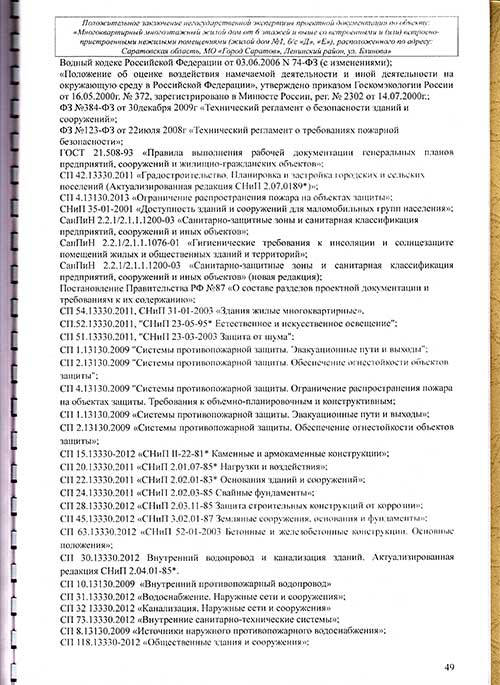 Положительное заключение негосударственной экспертизы проектной документации по объекту:
«Многоквартирный многоэтажный жилой дом от 6 этажей и выше со встроенными и (или) встроено-
пристроенными нежилыми помещениями (жилой дом №1, б/с «Д», «Е»), расположенного по адресу:
Саратовская область, МО «Город Саратов», Ленинский район, ул. Блинова»
Водный кодекс Российской Федерации от 03.06.2006 N 74-ФЗ (с изменениями);
«Положение об оценке воздействия намечаемой деятельности и иной деятельности на
окружающую среду в Российской Федерации», утверждено приказом Госкомэкологии России
от 16.05.2000г. № 372, зарегистрировано в Минюсте России, рег. № 2302 от 14.07.2000г.;
ФЗ №384-ФЗ от 30декабря 2009г «Технический регламент о безопасности зданий и
сооружений»;
ФЗ №123-ФЗ от 22июля 2008г «Технический регламент о требованиях пожарной
безопасности»;
ГОСТ 21.508-93 «Правила выполнения рабочей документации генеральных планов
предприятий, сооружений и жилищно-гражданских объектов»;
СП 42.13330.2011 «Градостроительство. Планировка и застройка городских и сельских
поселений (Актуализированная редакция СНиП 2.07.0189*)»;
СП 4.13130.2013 «Ограничение распространения пожара на объектах защиты»;
СНиП 35-01-2001 «Доступность зданий и сооружений для маломобильных групп населения»;
СанПиН 2.2.1/2.1.1.1200-03 «Санитарно-защитные зоны и санитарная классификация
предприятий, сооружений и иных объектов»;
СанПиН 2.2.1/2.1.1.1076-01 «Гигиенические требования к инсоляции и солнцезащите
помещений жилых и общественных зданий и территорий»;
СанПиН 2.2.1/2.1.1.1200-03 «Санитарно-защитные зоны и санитарная классификация
предприятий, сооружений и иных объектов» (новая редакция);
Постановление Правительства РФ №87 «О составе разделов проектной документации и
требованиям к их содержанию»;
СП 54.13330.2011, СНиП 31-01-2003 «Здания жилые многоквартирные»,
СП.52.13330.2011, "СНиП 23-05-95* Естественное и искусственное освещение";
СП 51.13330.2011, "СНиП 23-03-2003 Защита от шума";
СП 1.13130.2009 "Системы противопожарной защиты. Эвакуационные пути и выходы";
СП 2.13130.2009 "Системы противопожарной защиты. Обеспечение огнестойкости объектов
защиты";
СП 4.13130.2009 "Системы противопожарной защиты. Ограничение распространения пожара
на объектах защиты. Требования к объемно-планировочным и конструктивным;
СП 1.13130.2009 «Системы противопожарной защиты. Эвакуационные пути и выходы»;
СП 2.13130.2009 «Системы противопожарной защиты. Обеспечение огнестойкости объектов
защиты»;
СП 15.13330-2012 «СНиП II-22-81* Каменные и армокаменные конструкции»;
СП 20.13330.2011 «СНиП 2.01.07-85* Нагрузки и воздействия»;
СП 22.13330.2011 «СНиП 2.02.01-83* Основания зданий и сооружений»;
СП 24.13330.2011 «СНиП 2.02.03-85 Свайные фундаменты»;
СП 28.13330.2012 «СНиП 2.03.11-85 Защита строительных конструкций от коррозии»;
СП 45.13330.2012 «СНиП 3.02.01-87 Земляные сооружения, основания и фундаменты»;
СП 63.13330.2012 «СНиП 52-01-2003 Бетонные и железобетонные конструкции. Основные
положения»;
СП 30.13330.2012 Внутренний водопровод и канализация зданий. Актуализированная
редакция СНиП 2.04.01-85*.
СП 10.13130.2009 «Внутренний противопожарный водопровод»
СП 31.13330.2012 «Водоснабжение. Наружные сети и сооружения»;
СП 32 13330.2012 «Канализация. Наружные сети и сооружения»
СП 73.13330.2012 «Внутренние санитарно-технические системы»;
СП 8.13130.2009 «Источники наружного противопожарного водоснабжения»;
СП 118.13330-2012 «Общественные здания и сооружения»;
49